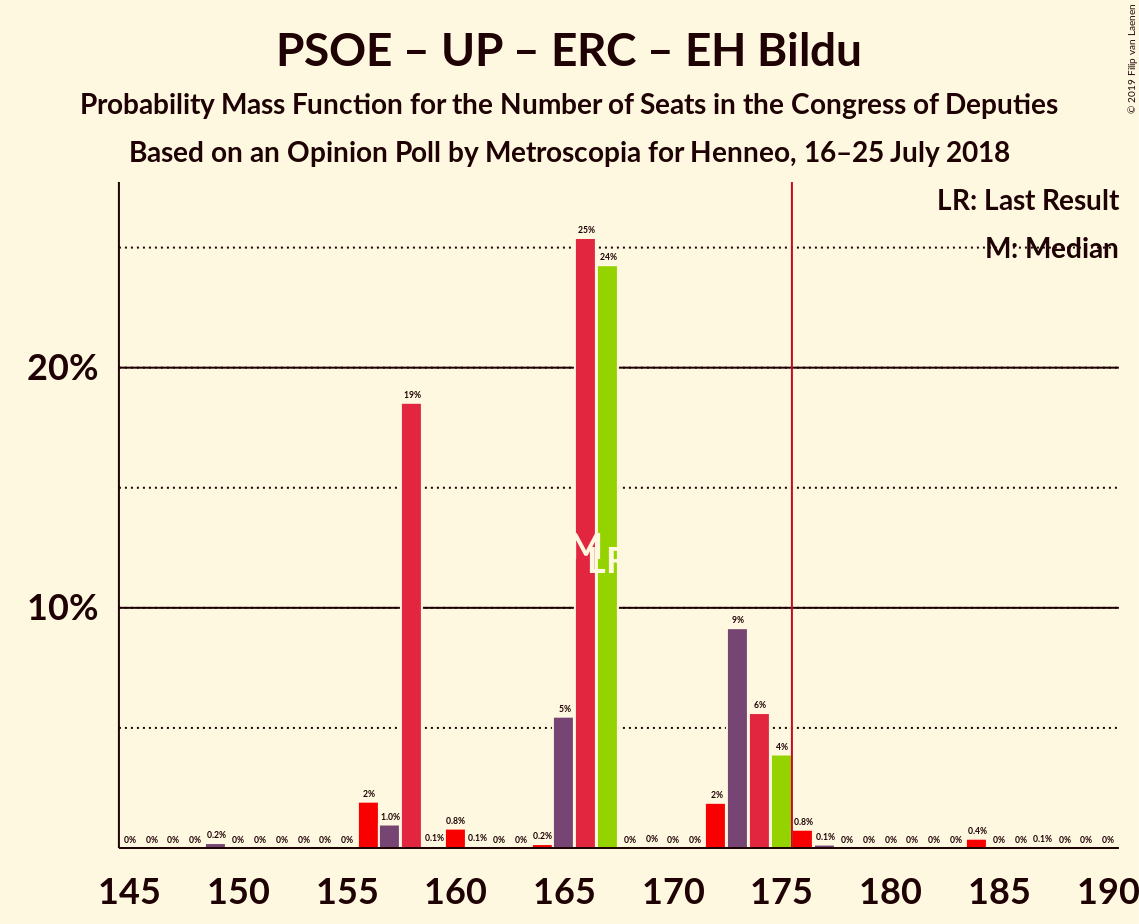 PSOE – UP – ERC – EH Bildu
Probability Mass Function for the Number of Seats in the Congress of Deputies
Based on an Opinion Poll by Metroscopia for Henneo, 16–25 July 2018
© 2019 Filip van Laenen
LR: Last Result
M: Median
20%
10%
0% 0% 0% 0% 0.2% 0% 0% 0% 0% 0% 0% 2% 1.0% 19% 0.1% 0.8% 0.1% 0% 0% 0.2% 5% 25% 24% 0% 0% 0% 0% 2% 9% 6% 4% 0.8% 0.1% 0% 0% 0% 0% 0% 0% 0.4% 0% 0% 0.1% 0% 0% 0%
M
LR
145 150 155 160 165 170 175 180 185 190